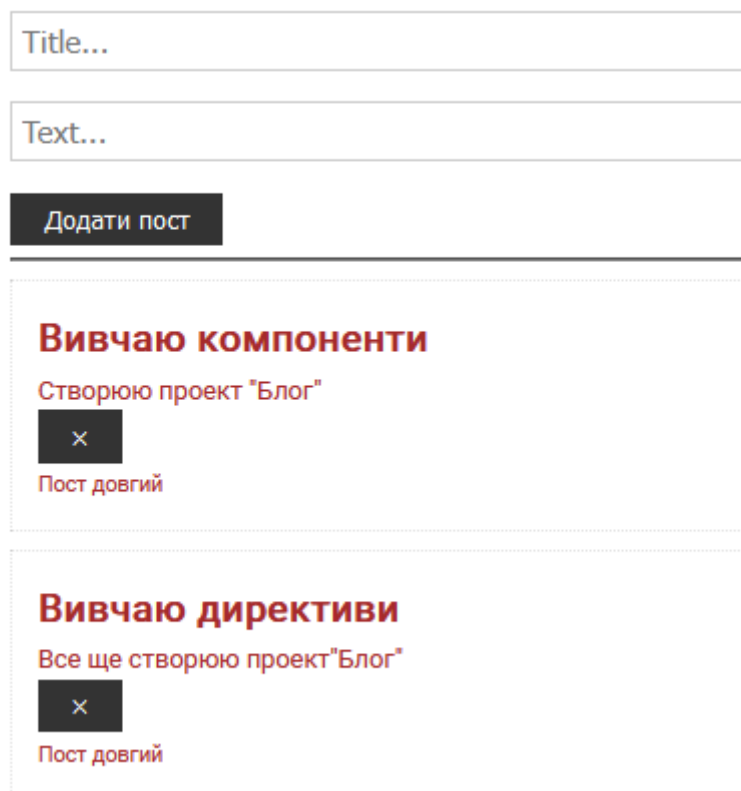 Title...
Text...
Додати пост
Вивчаю компоненти
Створюю проект "Блог"
×
Пост довгий
Вивчаю директиви
Все ще створюю проект"Блог"
×
Пост довгий